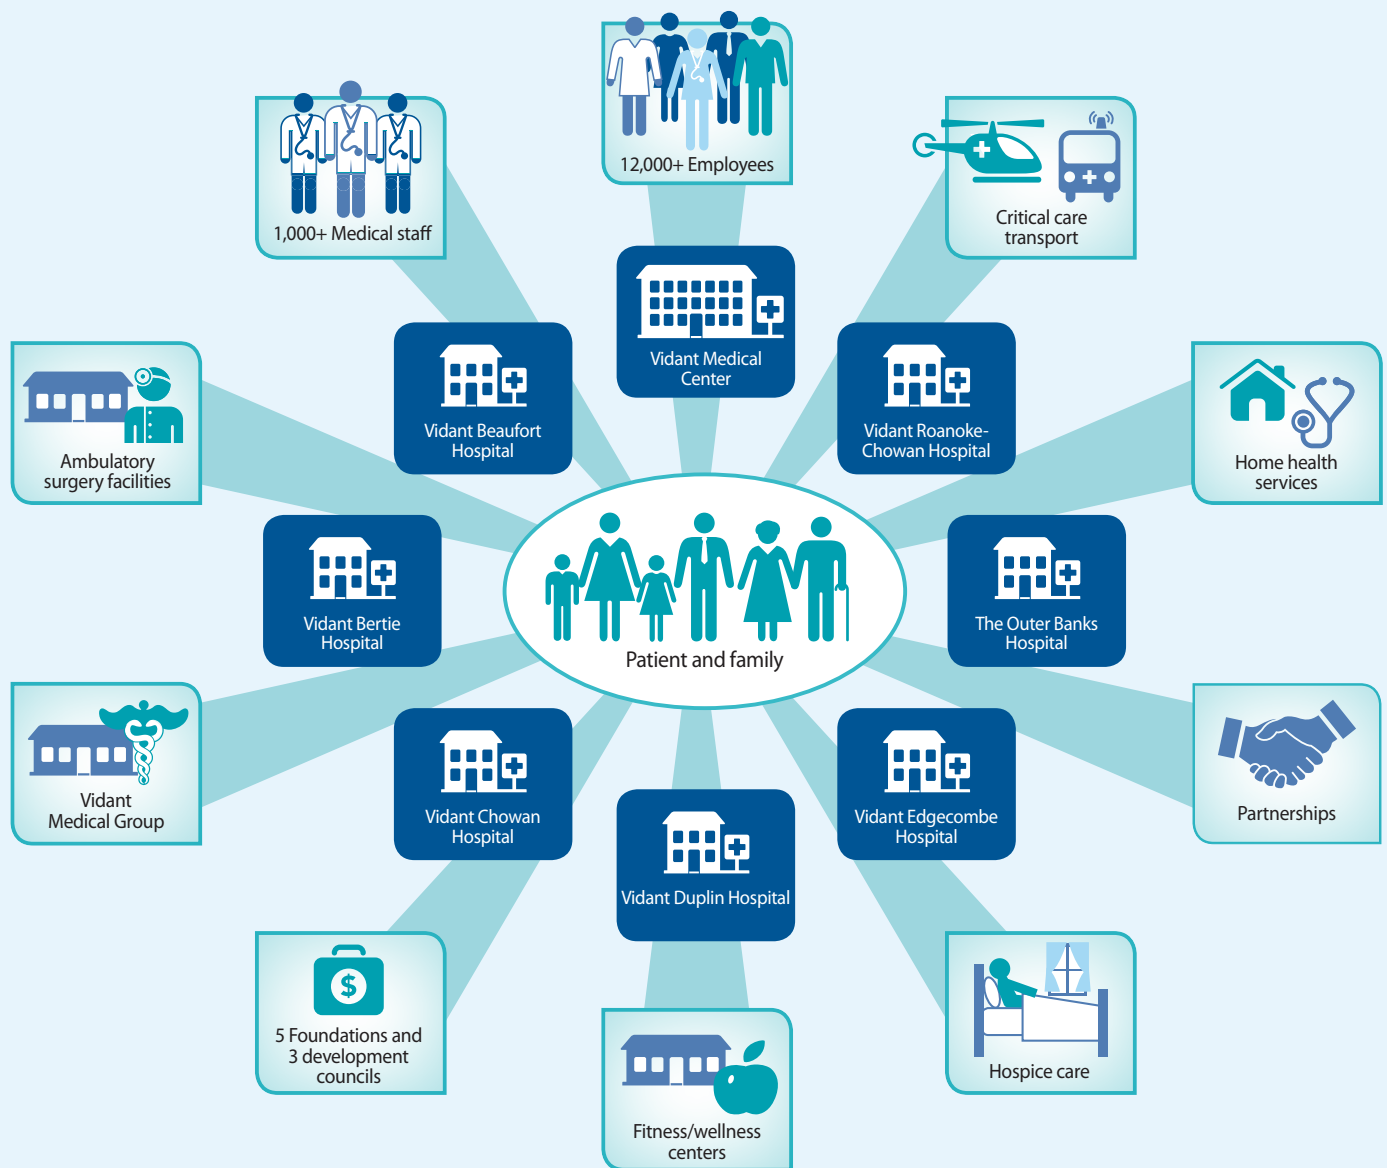 12,000+ Employees
1,000+ Medical staff
Critical care
transport
Vidant Medical
Center
Vidant Beaufort
Hospital
Vidant Roanoke-
Chowan Hospital
Ambulatory
surgery facilities
Home health
services
Vidant Bertie
Hospital
The Outer Banks
Hospital
Patient and family
Vidant
Medical Group
Partnerships
Vidant Chowan
Hospital
Vidant Edgecombe
Hospital
Vidant Duplin Hospital
$
5 Foundations and
3 development
councils
Hospice care
Fitness/wellness
centers